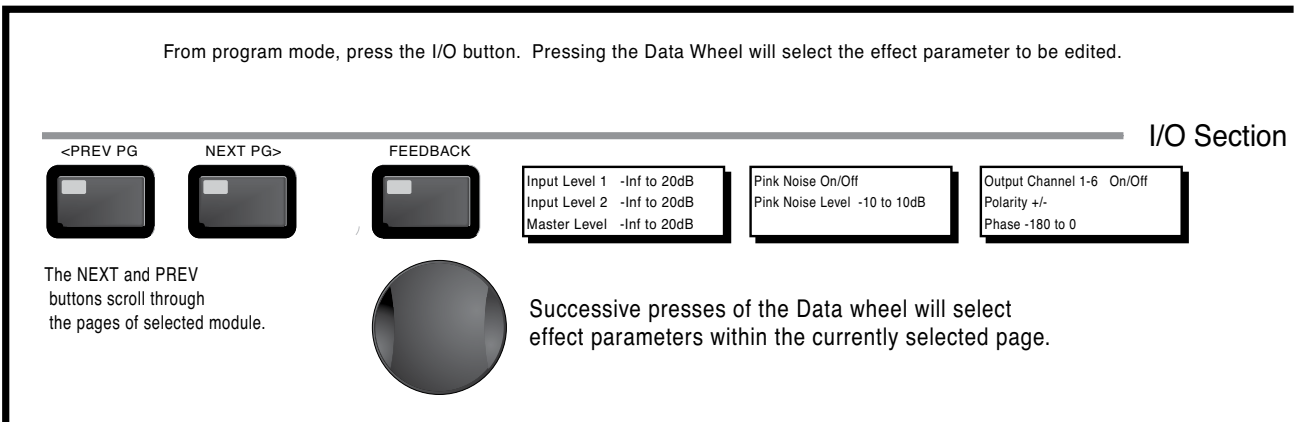 From program mode, press the I/O button.  Pressing the Data Wheel will select the effect parameter to be edited.
I/O Section
<PREV PG
NEXT PG>
FEEDBACK
Input Level 1   -Inf to 20dB
Input Level 2   -Inf to 20dB
Master Level   -Inf to 20dB
Pink Noise On/Off
Pink Noise Level  -10 to 10dB
Output Channel 1-6   On/Off
Polarity +/-
Phase -180 to 0
/
The NEXT and PREV
buttons scroll through
the pages of selected module.
Successive presses of the Data wheel will select
effect parameters within the currently selected page.